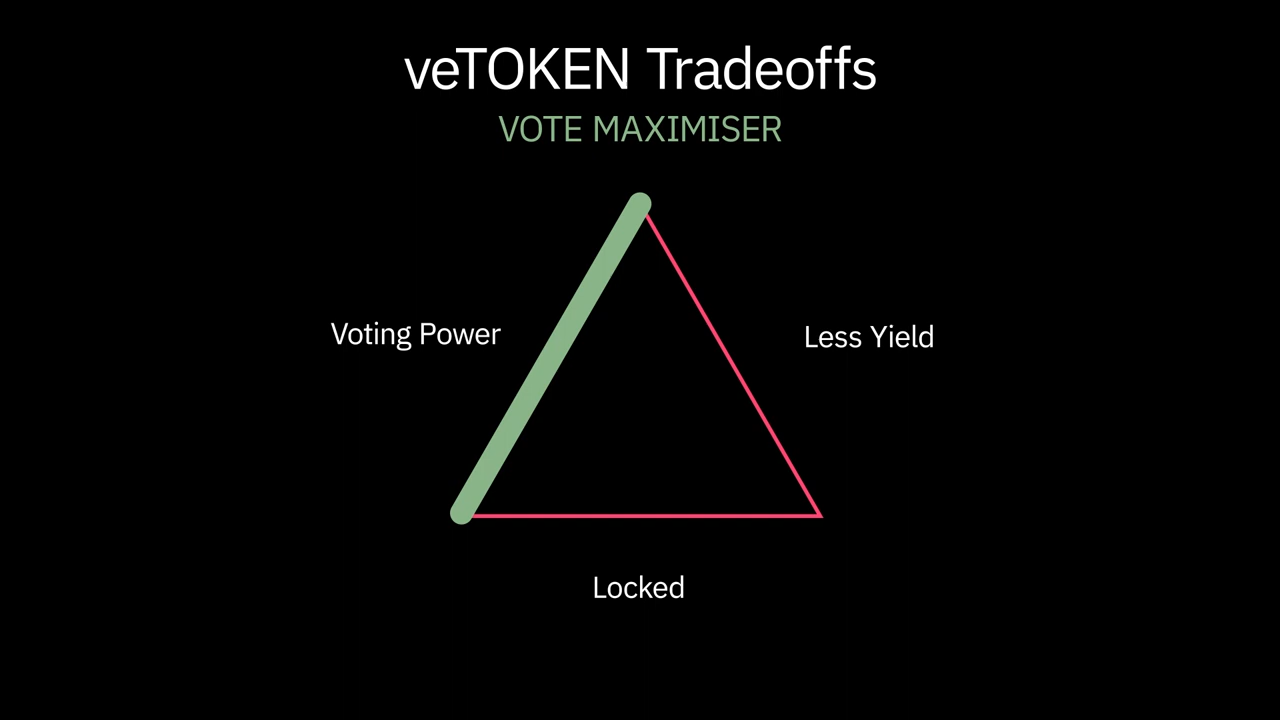 veTOKEN Tradeoffs
VOTE MAXIMISER
Voting Power
Less Yield
Locked